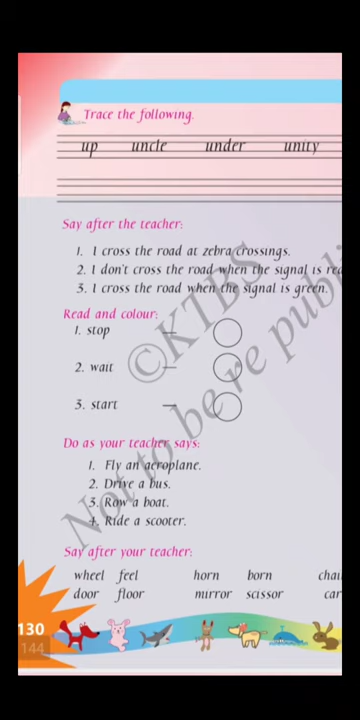 Trace the following.
up uncle under unity
Say after the teacher:
1. I cross the road at zebra crossings.
2. I don't cross the road when the signal is red
3. I cross the road when the signal is green.
Read and colour:
1. stop —
2. wait —
3. start —
Do as your teacher says:
1. Fly an aeroplane.
2. Drive a bus.
3. Row a boat.
4. Ride a scooter.
Say after your teacher:
wheel feel horn born
door floor mirror scissor car
130
144
©KTBS
Not to be re publi